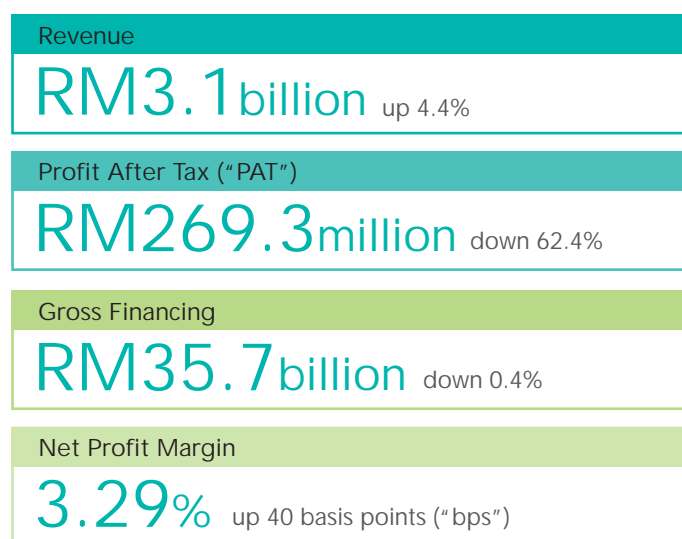 Revenue
RM3.1billion up 4.4%
Profit After Tax (“PAT”)
RM269.3million down 62.4%
Gross Financing
RM35.7billion down 0.4%
Net Profit Margin
3.29% up 40 basis points (“bps”)